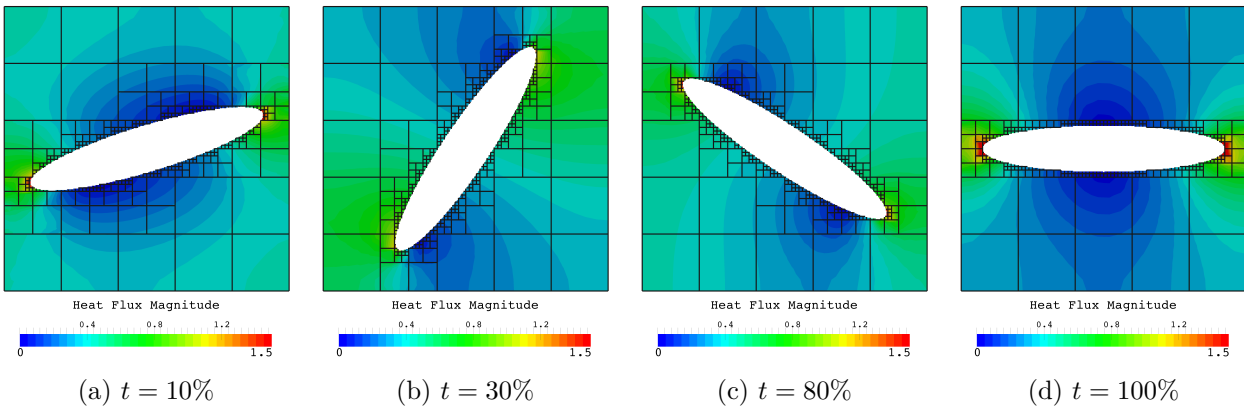 Heat Flux Magnitude Heat Flux Magnitude Heat Flux Magnitude Heat Flux Magnitude
0.4 0.8 1.2 0.4 0.8 1.2 0.4 0.8 1.2 0.4 0.8 1.2
0 1.5 0 1.5 0 1.5 0 1.5
(a) t = 10% (b) t = 30% (c) t = 80% (d) t = 100%